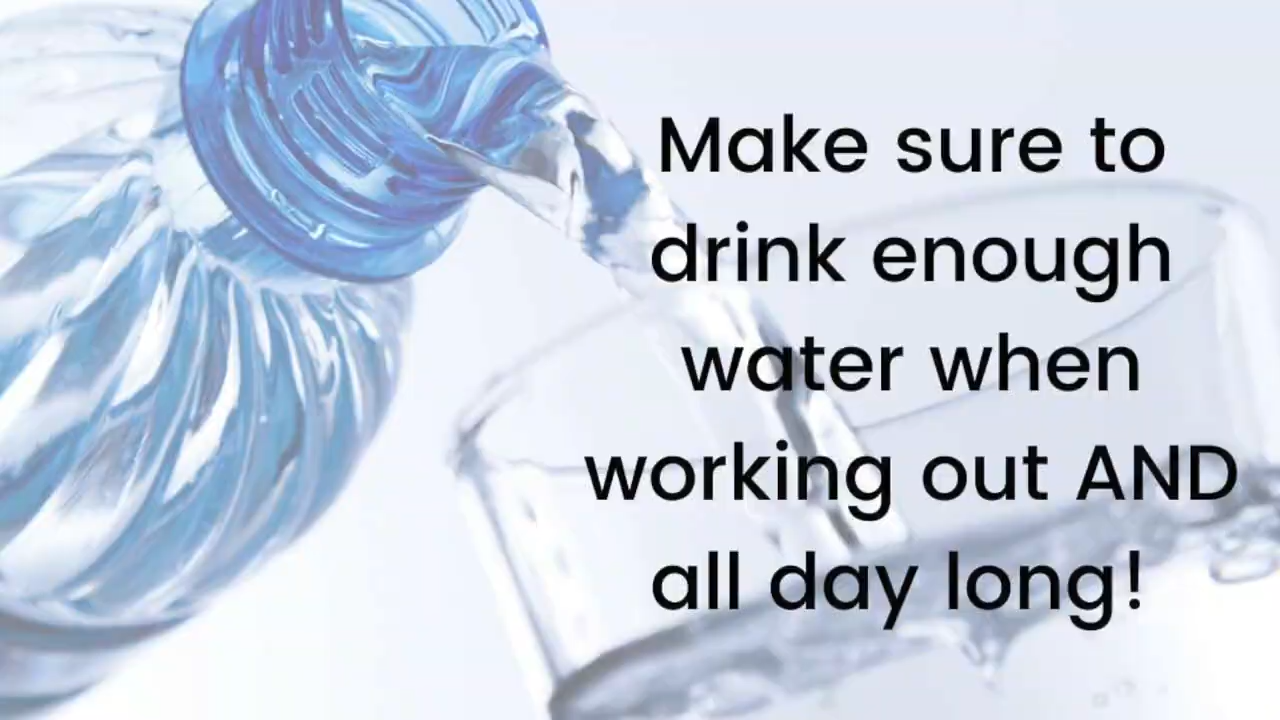 Make sure to
drink enough
water when
working out AND
all day long!